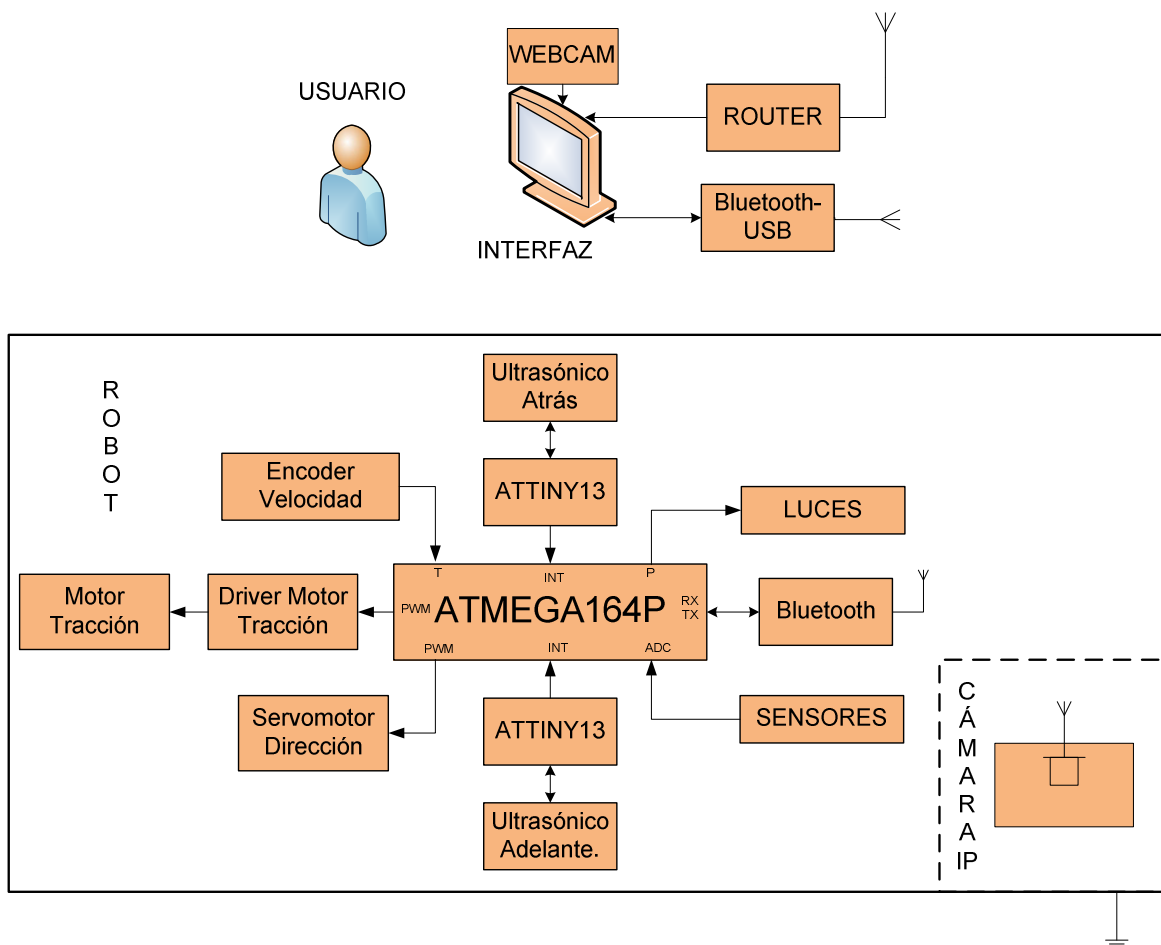 WEBCAM
USUARIO
ROUTER
Bluetooth-
USB
INTERFAZ
R
O
B
O
T
Ultrasónico
Atrás
Encoder
Velocidad
ATTINY13
LUCES
T
INT
P
Motor
Tracción
Driver Motor
Tracción
PWM
ATMEGA164P
RX
TX
Bluetooth
PWM
INT
ADC
Servomotor
Dirección
ATTINY13
SENSORES
Ultrasónico
Adelante.
C
Á
M
A
R
A
IP